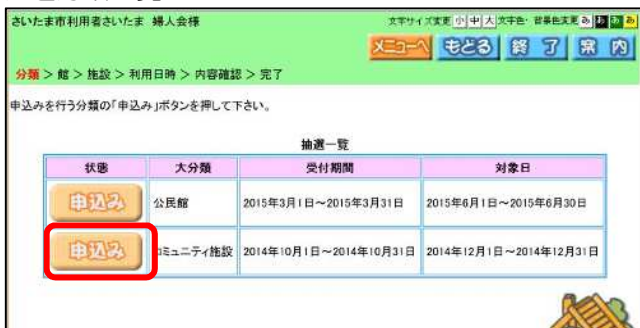 さいたま市利用者さいたま 婦人会様
文字サイズ変更 小 中 大 文字色・背景色変更 あ あ あ あ
メニューへ もどる 終了 案内
分類 > 館 > 施設 > 利用日時 > 内容確認 > 完了
申込みを行う分類の「申込み」ボタンを押して下さい。
抽選一覧
状態 大分類 受付期間 対象日
申込み 公民館 2015年3月1日～2015年3月31日 2015年6月1日～2015年6月30日
申込み コミュニティ施設 2014年10月1日～2014年10月31日 2014年12月1日～2014年12月31日